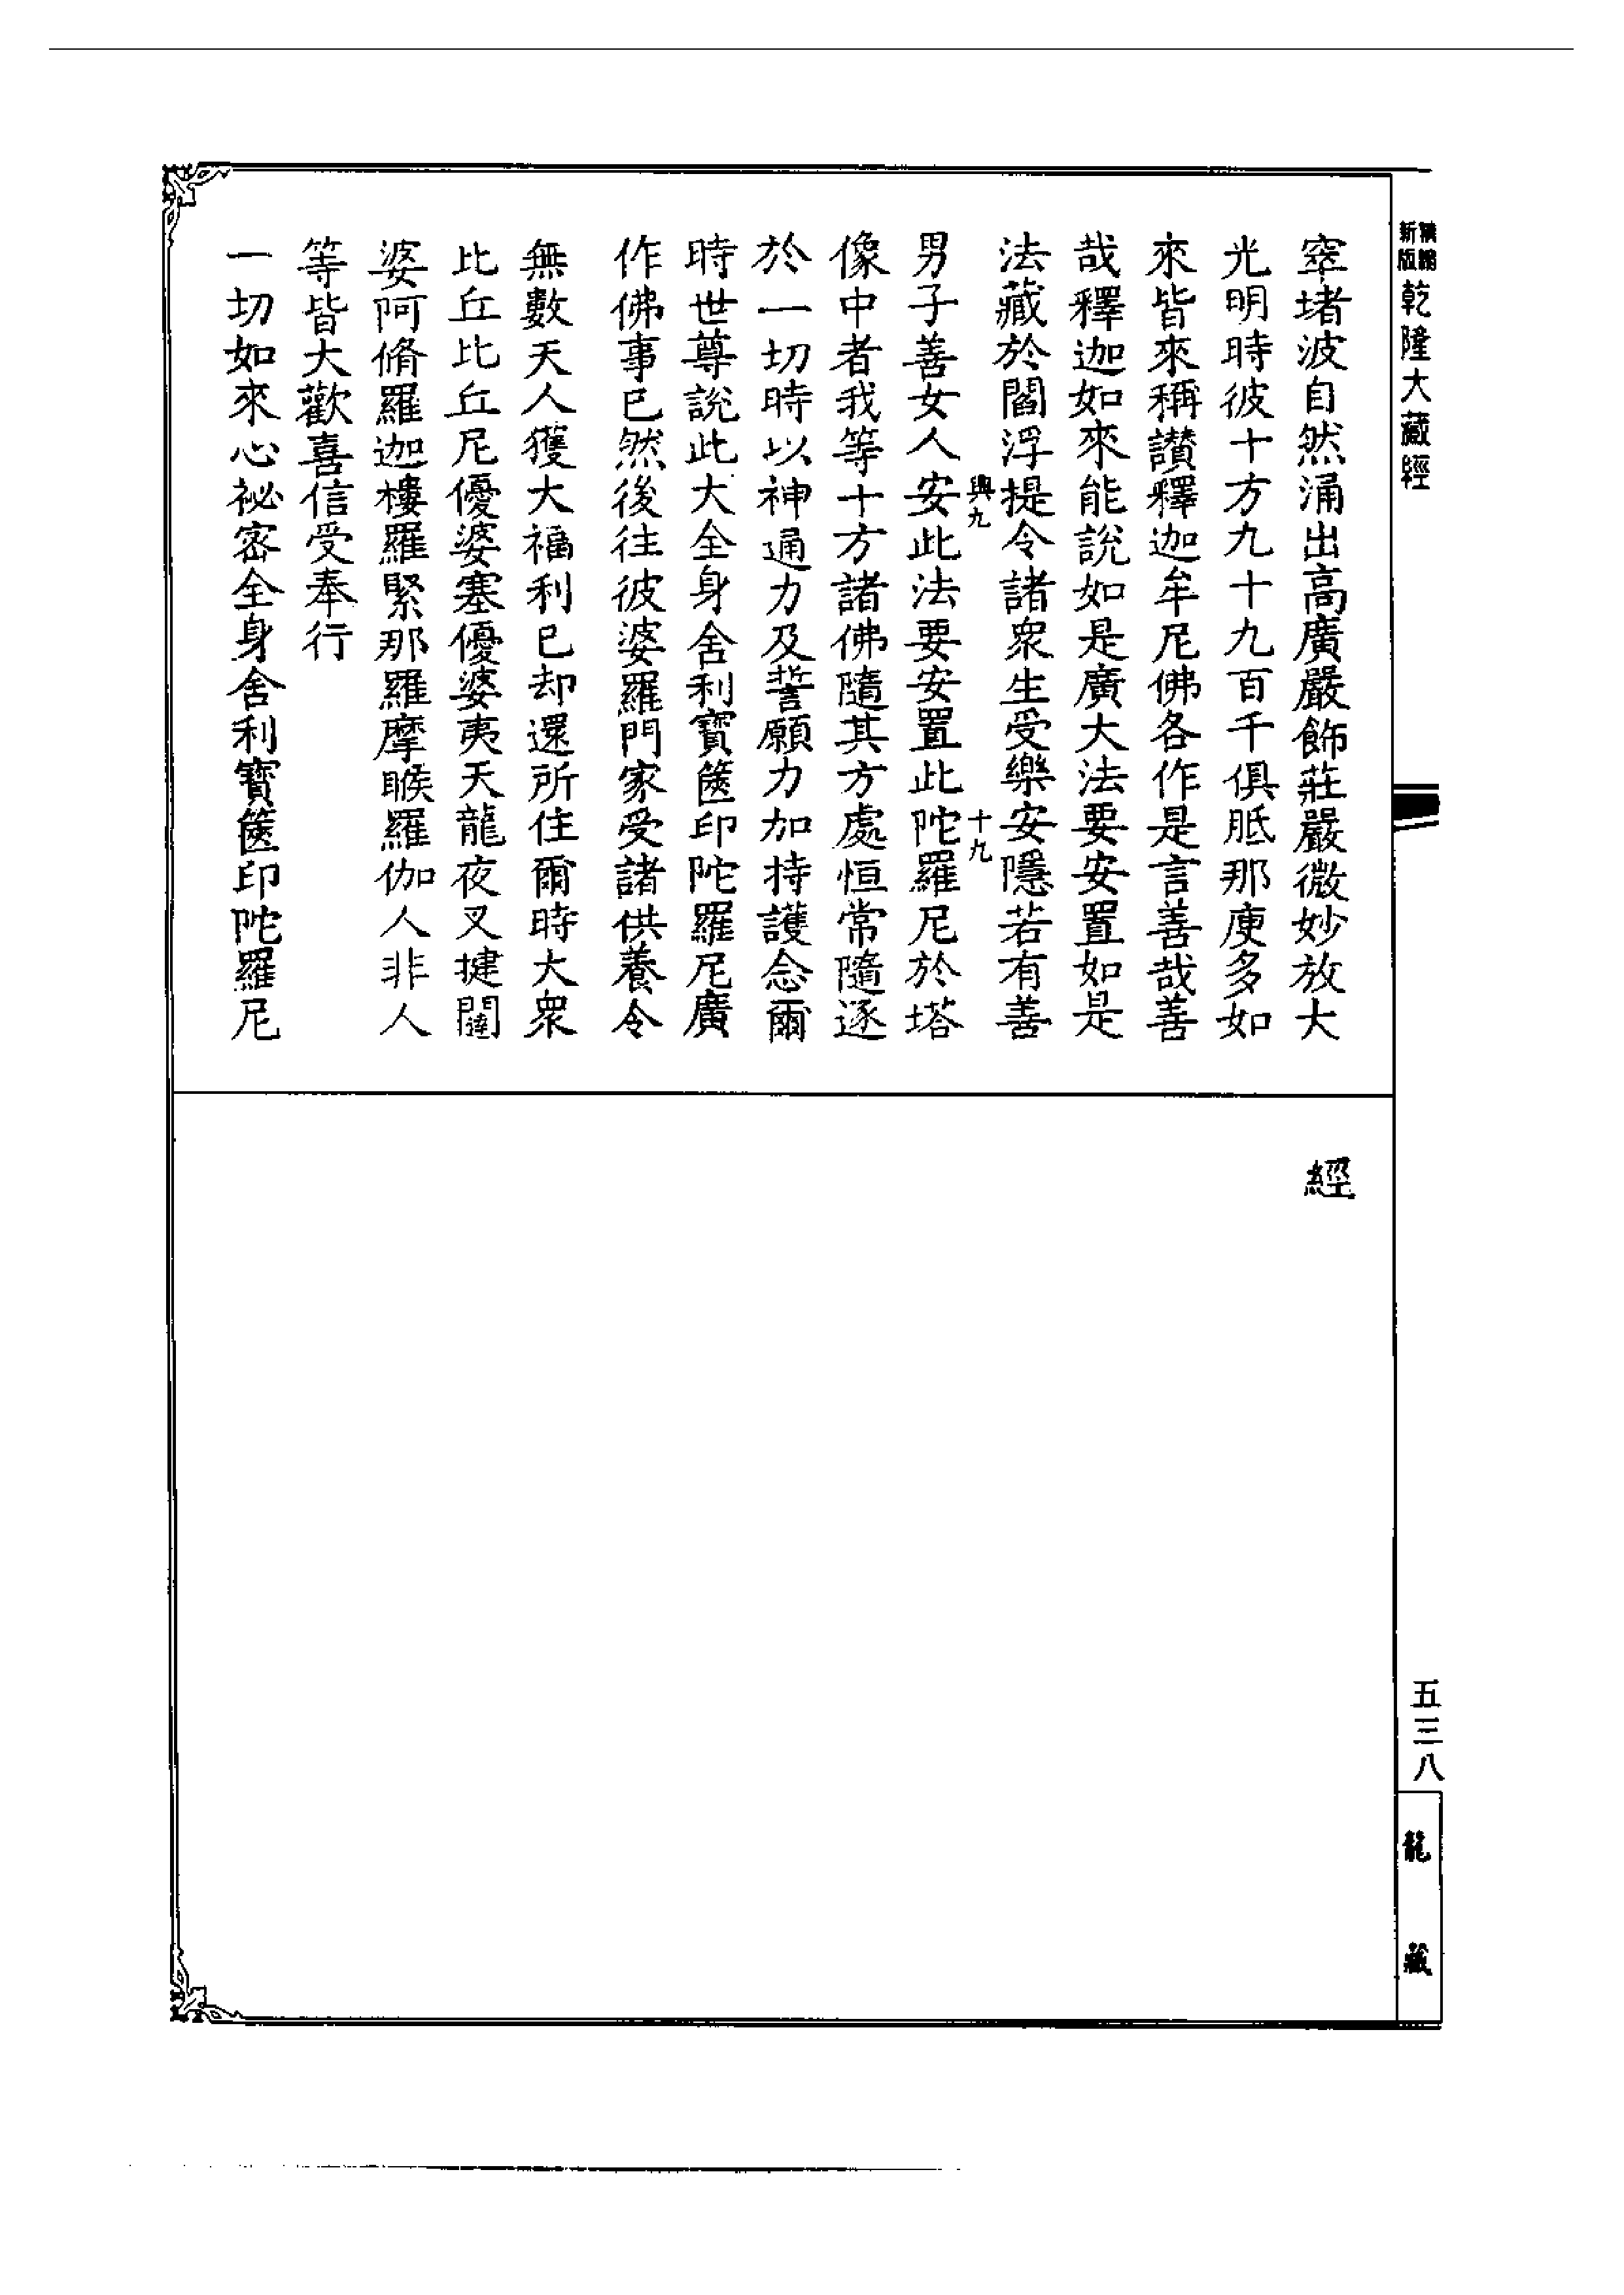 新版
乾隆大藏經
窣堵波自然涌出高廣嚴飾莊嚴微妙放大
光明時彼十方九十九百千俱胝那庾多如
來皆來稱讚釋迦牟尼佛各作是言善哉善
哉釋迦如來能說如是廣大法要安置如是
法藏於閻浮提令諸眾生受樂安隱若有善
興九
十九
男子善女人安此法要安置此陀羅尼於塔
像中者我等十方諸佛隨其方處恒常隨逐
於一切時以神通力及誓願力加持護念爾
時世尊說此大全身舍利寶篋印陀羅尼廣
作佛事已然後往彼婆羅門家受諸供養令
無數天人獲大福利已却還所住爾時大眾
比丘比丘尼優婆塞優婆夷天龍夜叉揵闥
婆阿脩羅迦樓羅緊那羅摩睺羅伽人非人
等皆大歡喜信受奉行
一切如來心祕密全身舍利寶篋印陀羅尼
經
五三八
龍藏